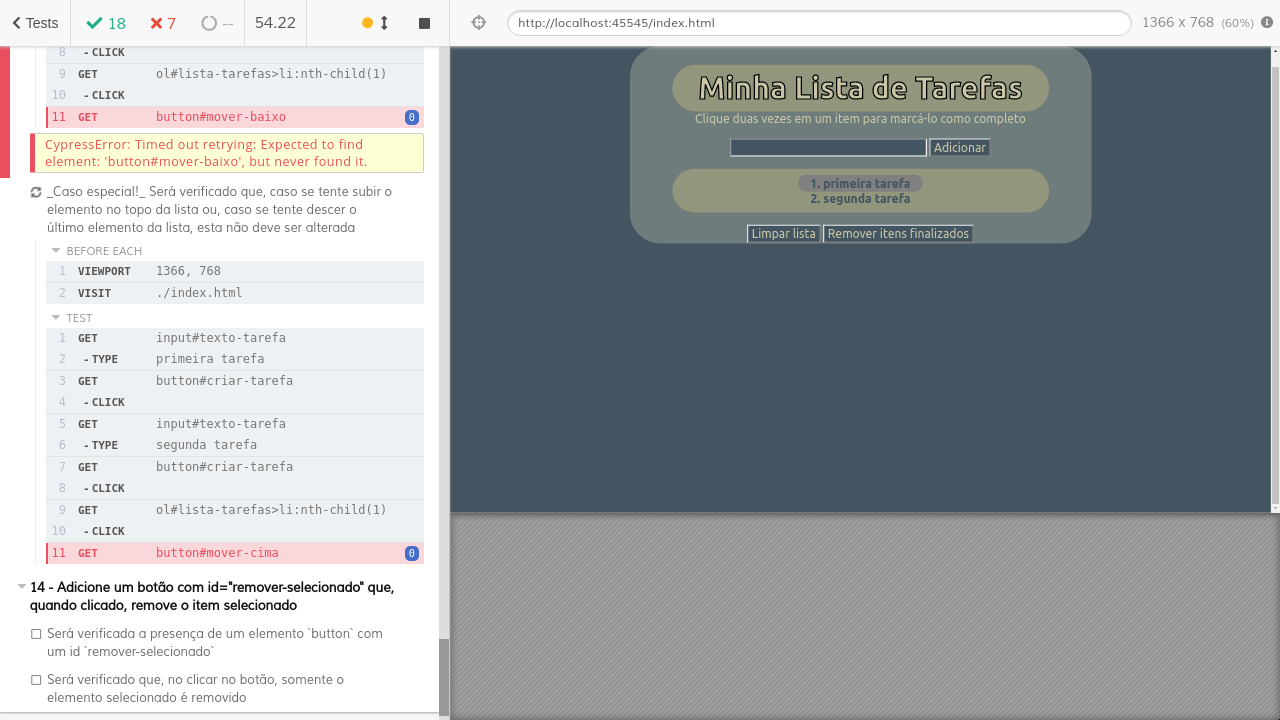 Tests
18
7
--
54.22
http://localhost:45545/index.html
1366 x 768 (60%)
8 - CLICK
9 GET ol#lista-tarefas>li:nth-child(1)
10 - CLICK
11 GET button#mover-baixo 0
CypressError: Timed out retrying: Expected to find
element: 'button#mover-baixo', but never found it.
_Caso especial!_ Será verificado que, caso se tente subir o
elemento no topo da lista ou, caso se tente descer o
último elemento da lista, esta não deve ser alterada
BEFORE EACH
1 VIEWPORT 1366, 768
2 VISIT ./index.html
TEST
1 GET input#texto-tarefa
2 - TYPE primeira tarefa
3 GET button#criar-tarefa
4 - CLICK
5 GET input#texto-tarefa
6 - TYPE segunda tarefa
7 GET button#criar-tarefa
8 - CLICK
9 GET ol#lista-tarefas>li:nth-child(1)
10 - CLICK
11 GET button#mover-cima 0
14 - Adicione um botão com id="remover-selecionado" que,
quando clicado, remove o item selecionado
Será verificada a presença de um elemento `button` com
um id `remover-selecionado`
Será verificado que, no clicar no botão, somente o
elemento selecionado é removido
Minha Lista de Tarefas
Clique duas vezes em um item para marcá-lo como completo
Adicionar
1. primeira tarefa
2. segunda tarefa
Limpar lista Remover itens finalizados